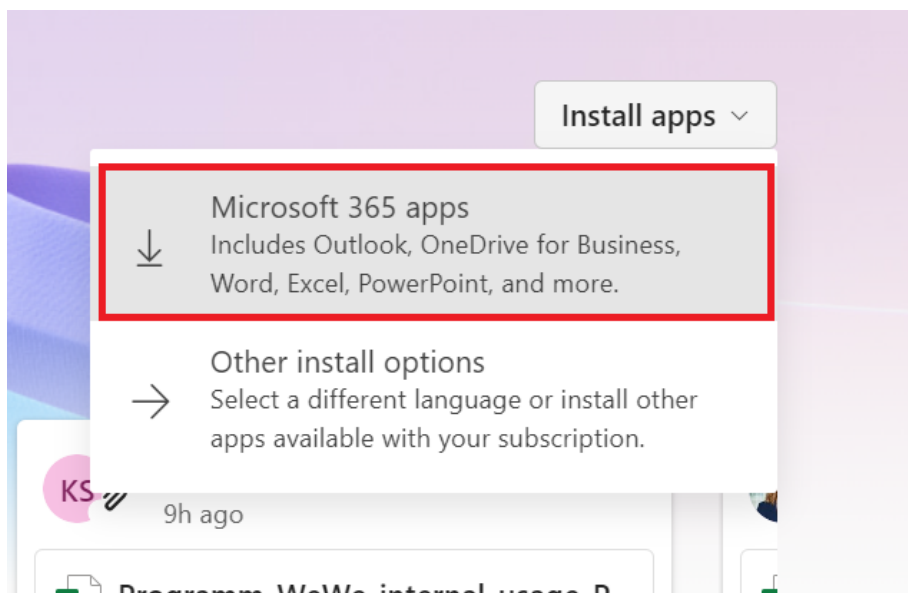 Install apps
Microsoft 365 apps
Includes Outlook, OneDrive for Business,
Word, Excel, PowerPoint, and more.
Other install options
Select a different language or install other
apps available with your subscription.
KS
9h ago
Programm_WeWo_internal_usage_P